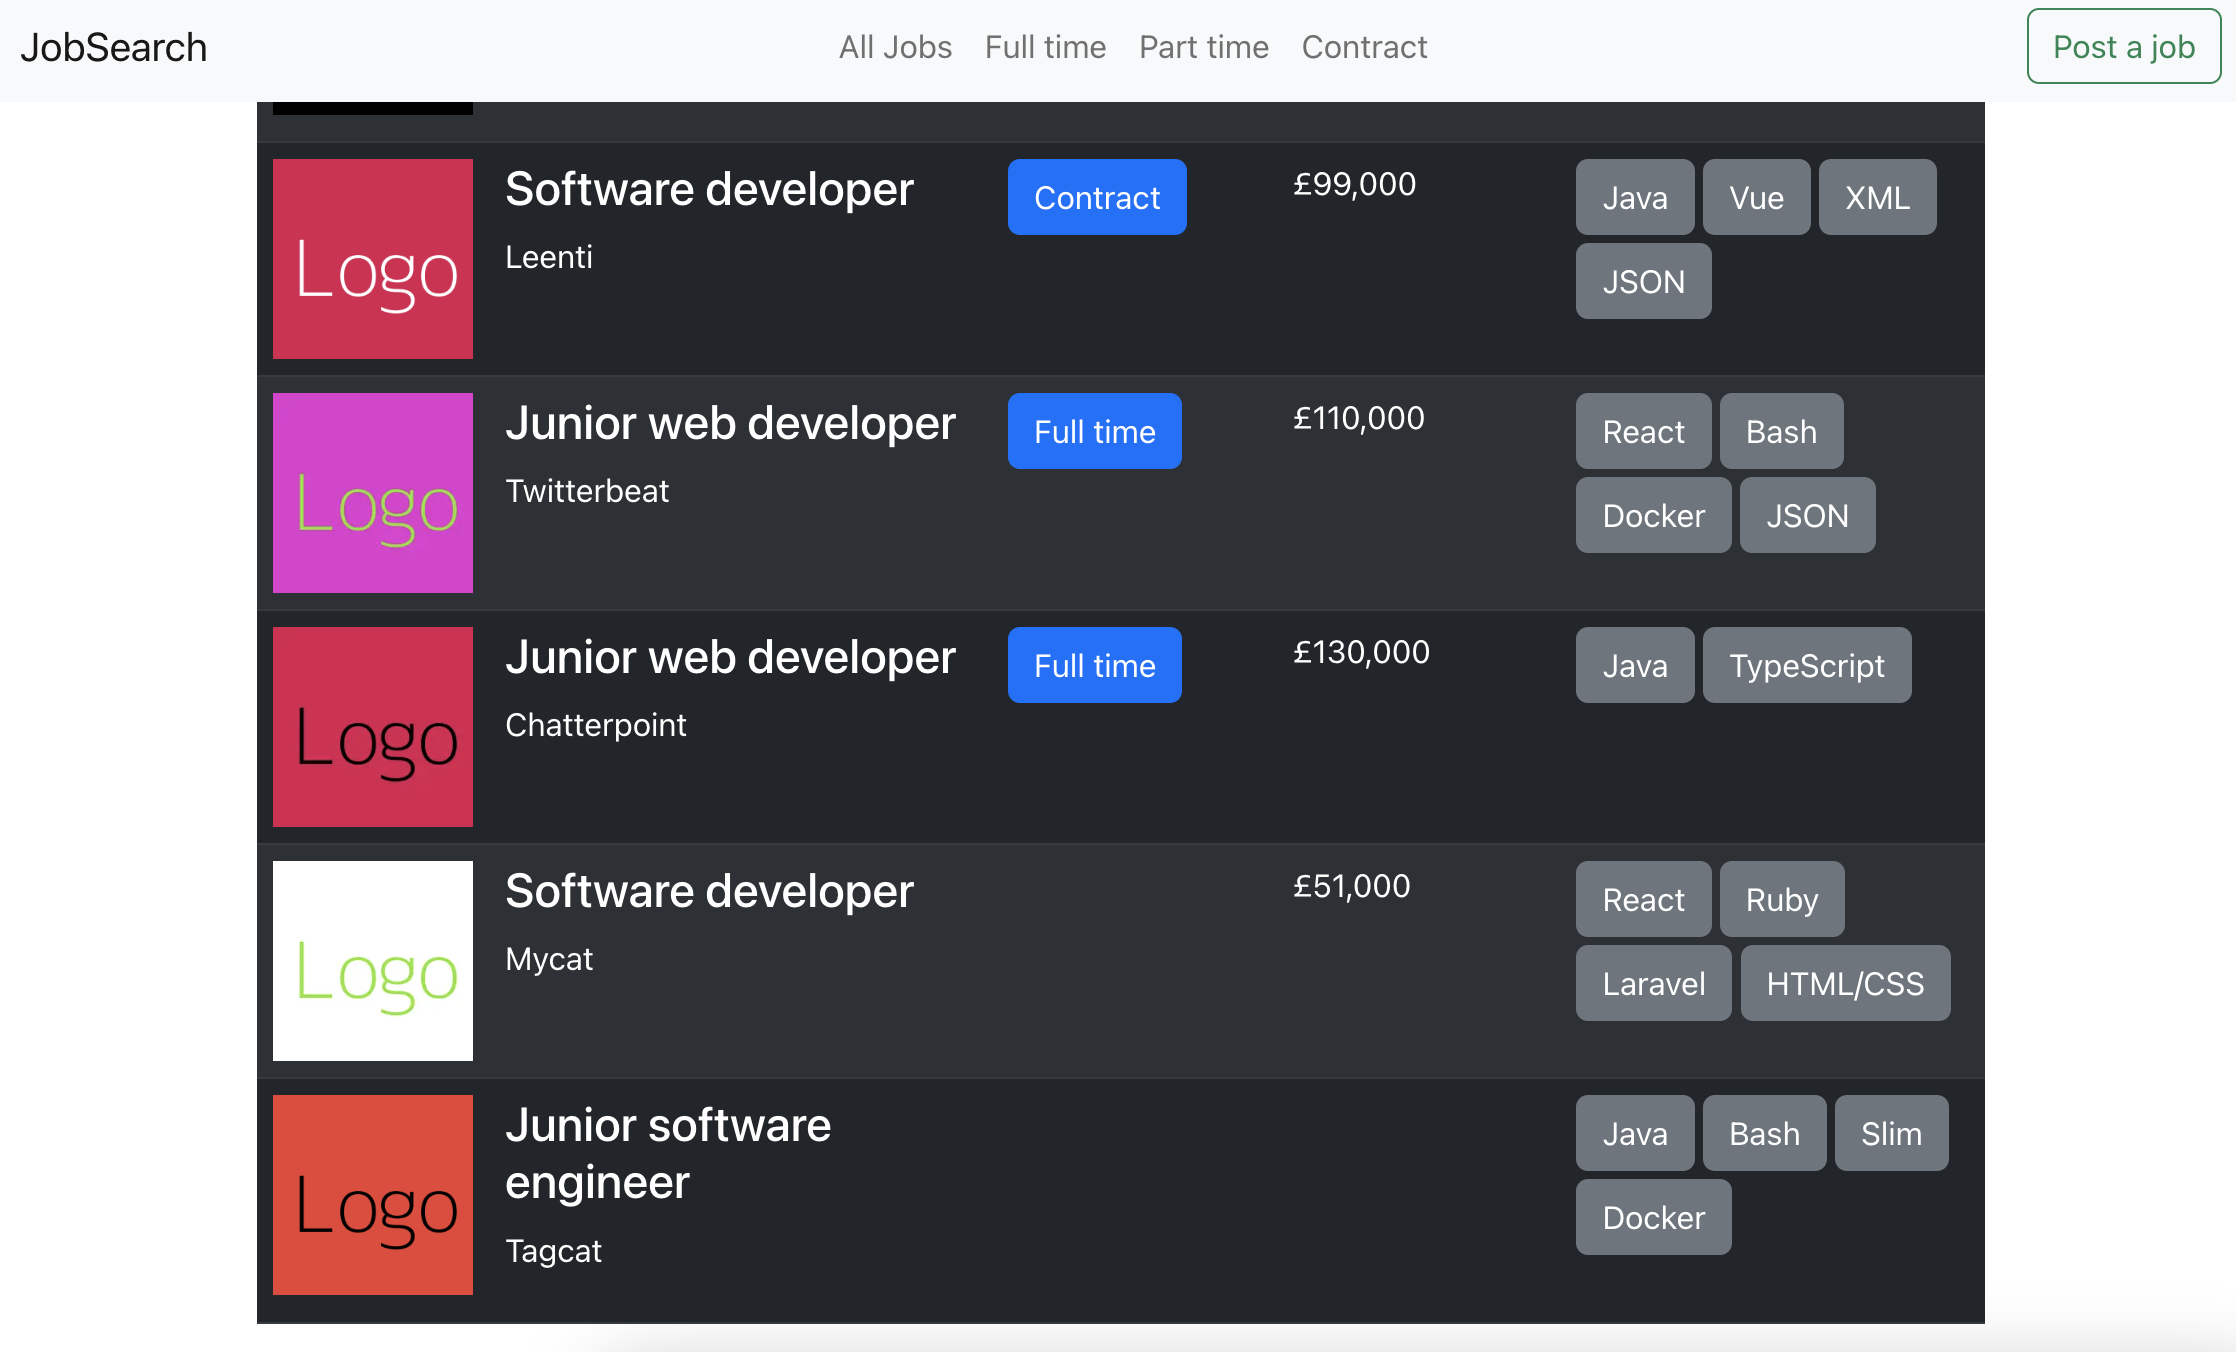 JobSearch All Jobs Full time Part time Contract Post a job
Logo
Software developer
Leenti
Contract
£99,000
Java Vue XML
JSON
Logo
Junior web developer
Twitterbeat
Full time
£110,000
React Bash
Docker JSON
Logo
Junior web developer
Chatterpoint
Full time
£130,000
Java TypeScript
Logo
Software developer
Mycat
£51,000
React Ruby
Laravel HTML/CSS
Logo
Junior software
engineer
Tagcat
Java Bash Slim
Docker